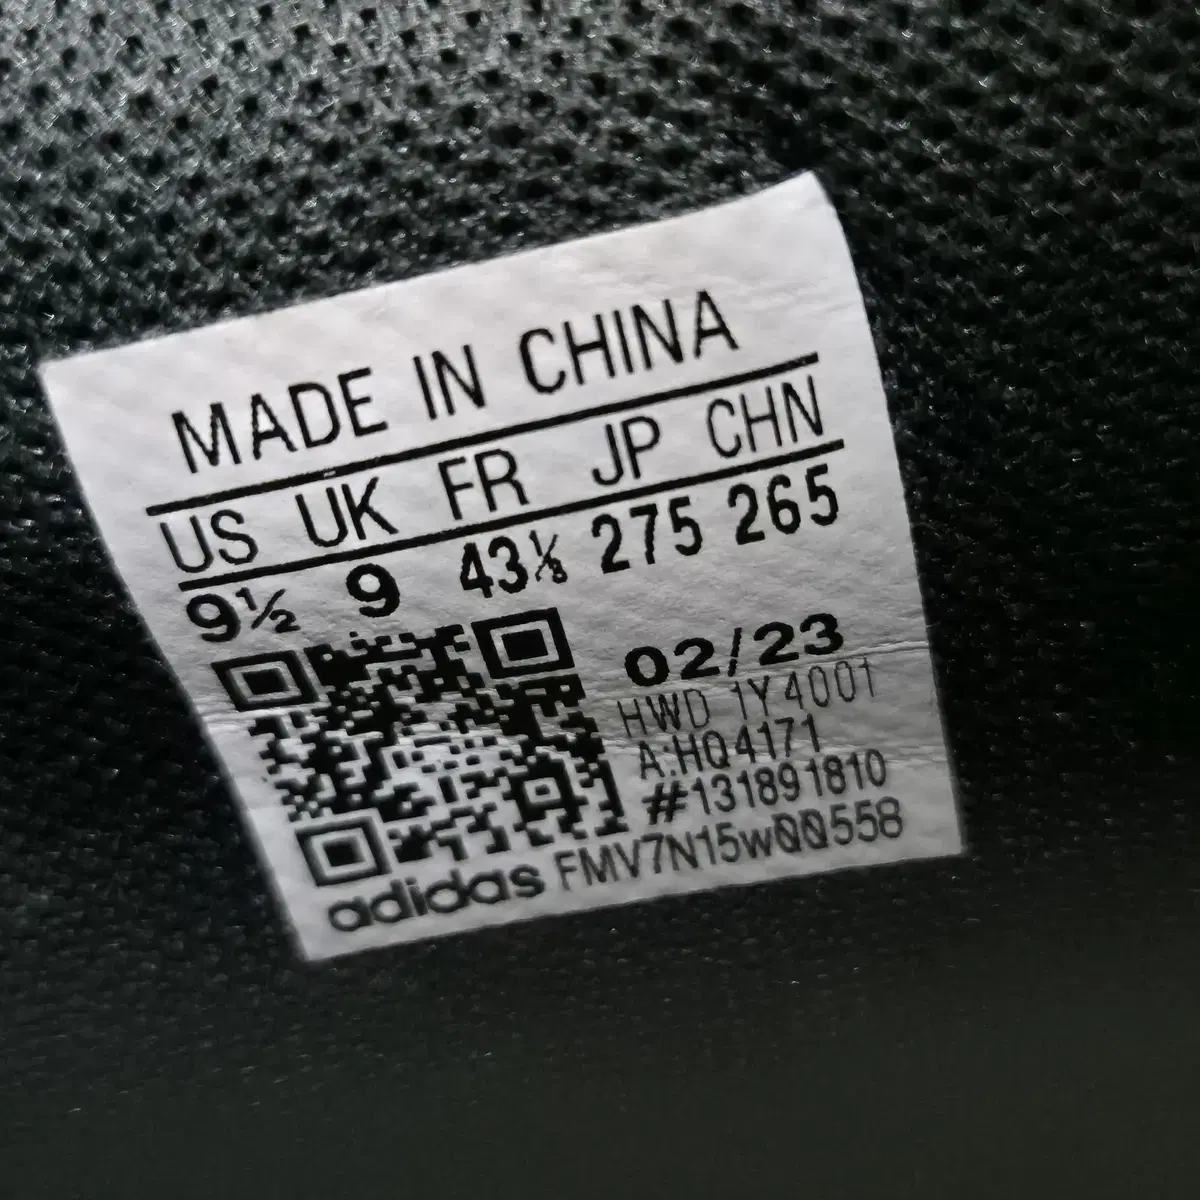 MADE IN CHINA
US UK FR JP CHN
9½ 9 43⅓ 275 265
02/23
HWD 1Y4001
A:HQ4171
#131891810
adidas FMV7N15w00558